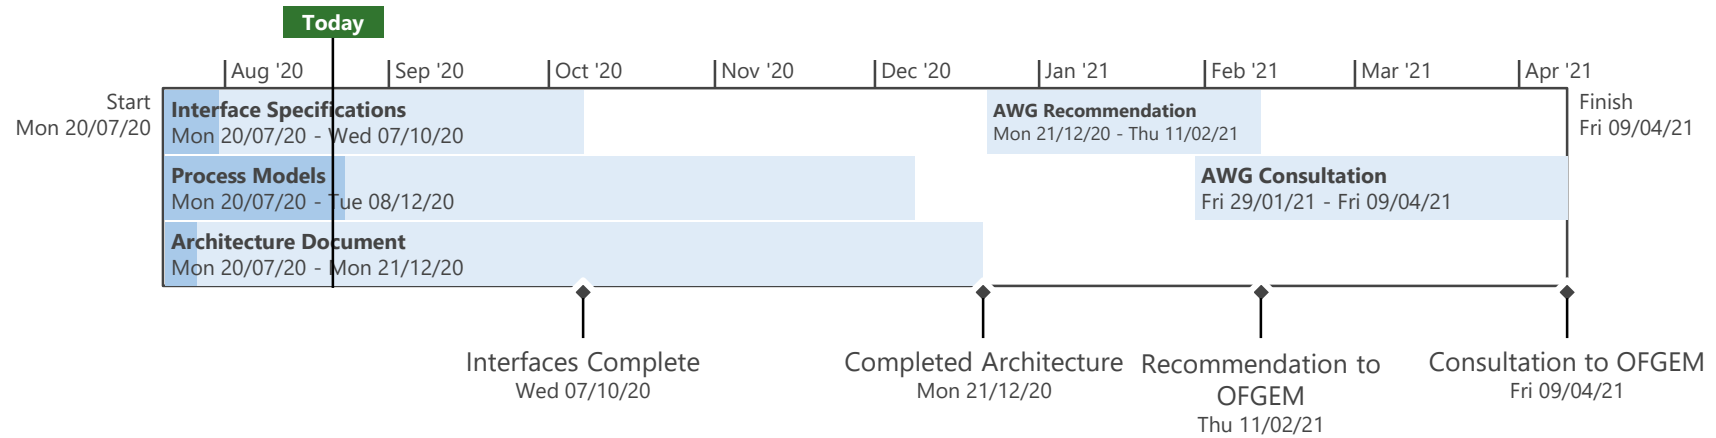 Today
Aug '20
Sep '20
Oct '20
Nov '20
Dec '20
Jan '21
Feb '21
Mar '21
Apr '21
Start
Mon 20/07/20
Interface Specifications
Mon 20/07/20 - Wed 07/10/20
AWG Recommendation
Mon 21/12/20 - Thu 11/02/21
Finish
Fri 09/04/21
Process Models
Mon 20/07/20 - Tue 08/12/20
AWG Consultation
Fri 29/01/21 - Fri 09/04/21
Architecture Document
Mon 20/07/20 - Mon 21/12/20
Interfaces Complete
Wed 07/10/20
Completed Architecture
Mon 21/12/20
Recommendation to
OFGEM
Thu 11/02/21
Consultation to OFGEM
Fri 09/04/21